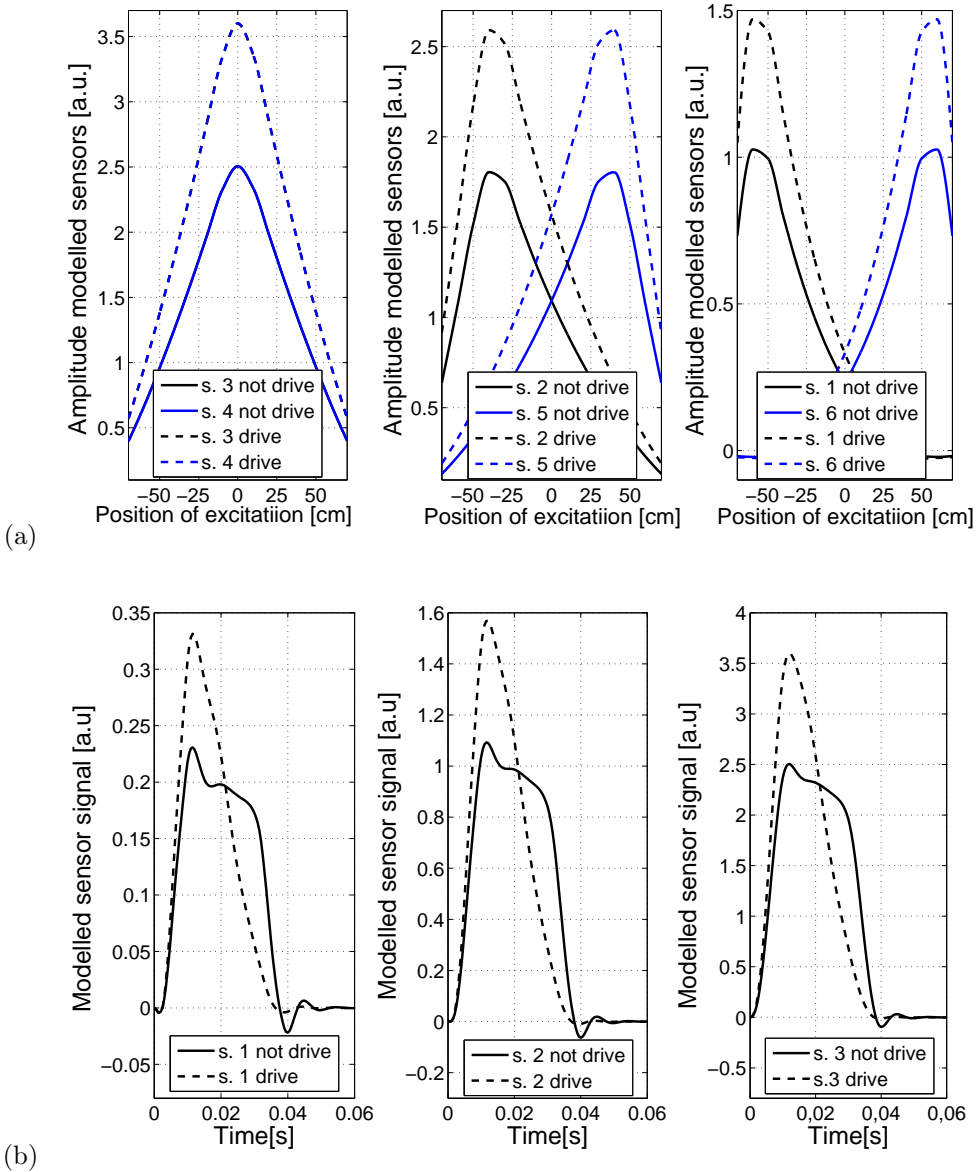 3.5
3
2.5
2
1.5
1
0.5
Amplitude modelled sensors [a.u.]
s. 3 not drive
s. 4 not drive
s. 3 drive
s. 4 drive
−50 −25 0 25 50
Position of excitatiion [cm]
2.5
2
1.5
1
0.5
Amplitude modelled sensors [a.u.]
s. 2 not drive
s. 5 not drive
s. 2 drive
s. 5 drive
−50 −25 0 25 50
Position of excitatiion [cm]
1.5
1
0.5
0
Amplitude modelled sensors [a.u.]
s. 1 not drive
s. 6 not drive
s. 1 drive
s. 6 drive
−50 −25 0 25 50
Position of excitatiion [cm]
(a)
0.35
0.3
0.25
0.2
0.15
0.1
0.05
0
−0.05
Modelled sensor signal [a.u]
s. 1 not drive
s. 1 drive
0 0.02 0.04 0.06
Time[s]
1.6
1.4
1.2
1
0.8
0.6
0.4
0.2
0
−0.2
Modelled sensor signal [a.u]
s. 2 not drive
s. 2 drive
0 0.02 0.04 0.06
Time[s]
4
3.5
3
2.5
2
1.5
1
0.5
0
−0.5
Modelled sensor signal [a.u]
s. 3 not drive
s.3 drive
0 0,02 0,04 0,06
Time[s]
(b)